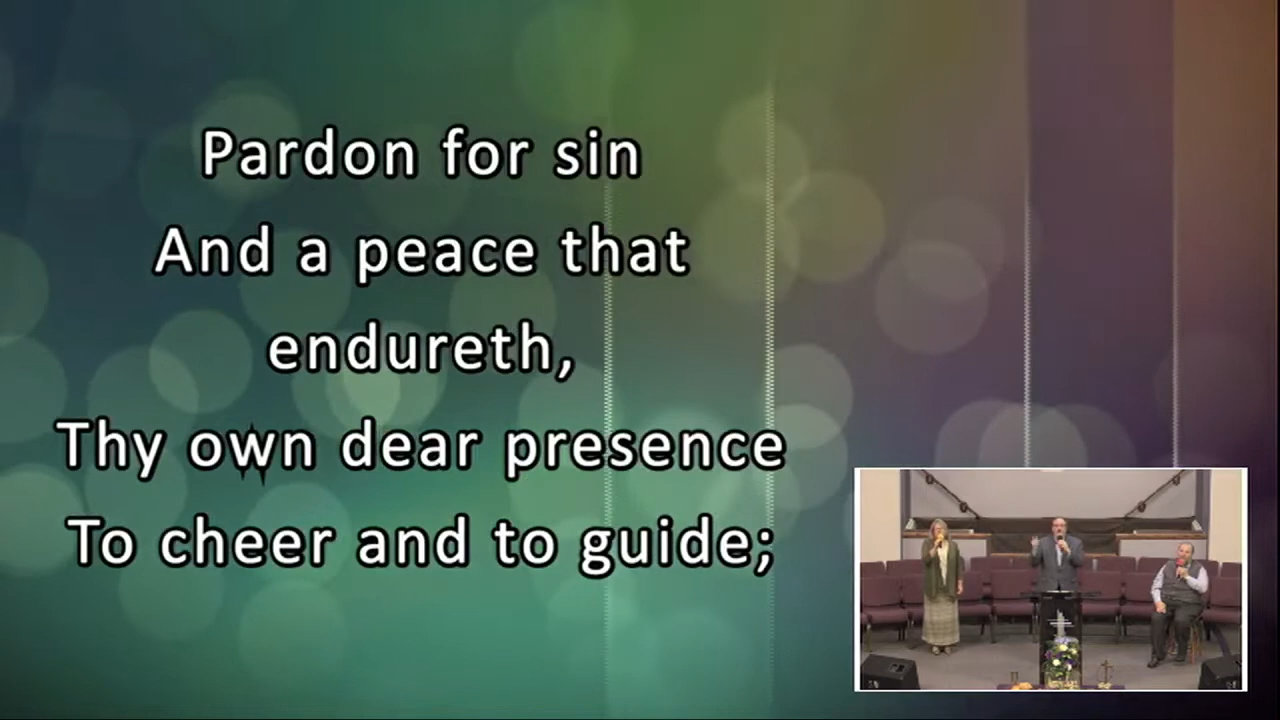 Pardon for sin
And a peace that
endureth,
Thy own dear presence
To cheer and to guide;